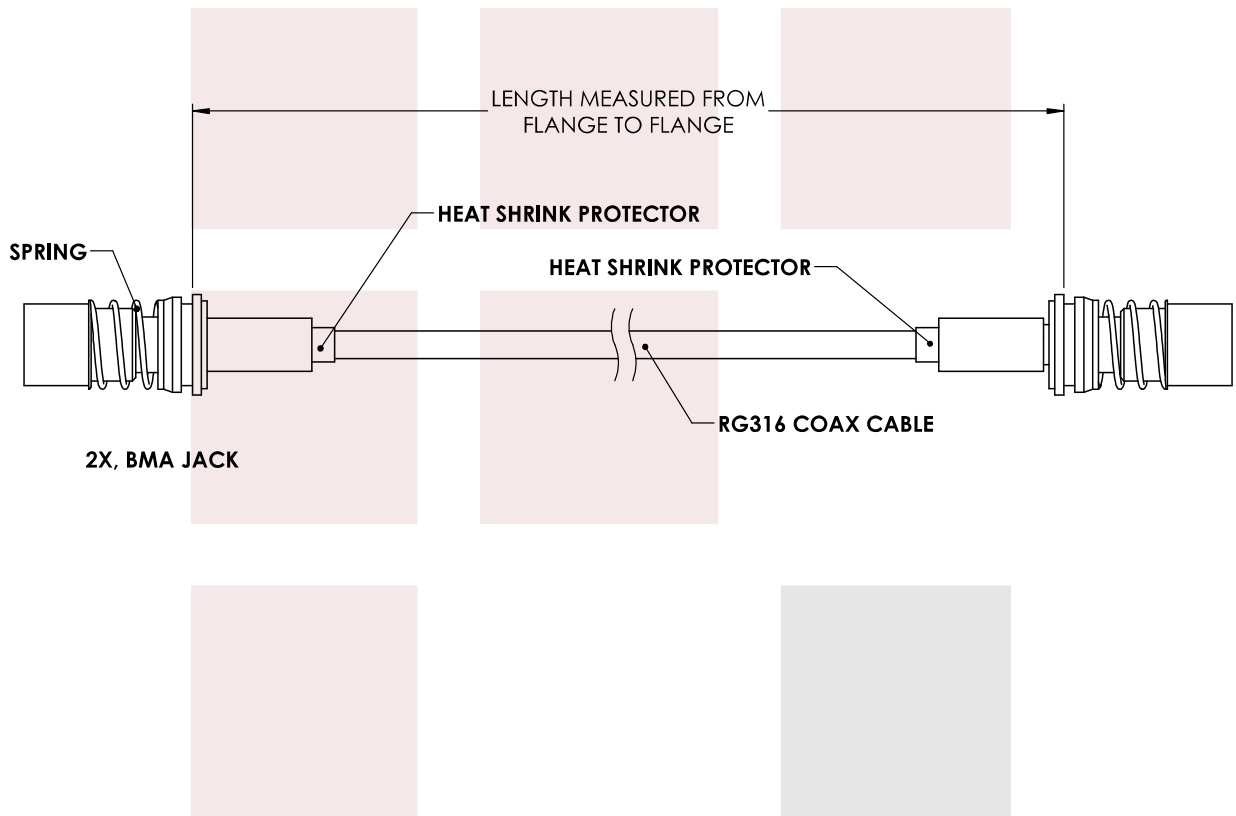 LENGTH MEASURED FROM
FLANGE TO FLANGE
HEAT SHRINK PROTECTOR
SPRING
HEAT SHRINK PROTECTOR
RG316 COAX CABLE
2X, BMA JACK